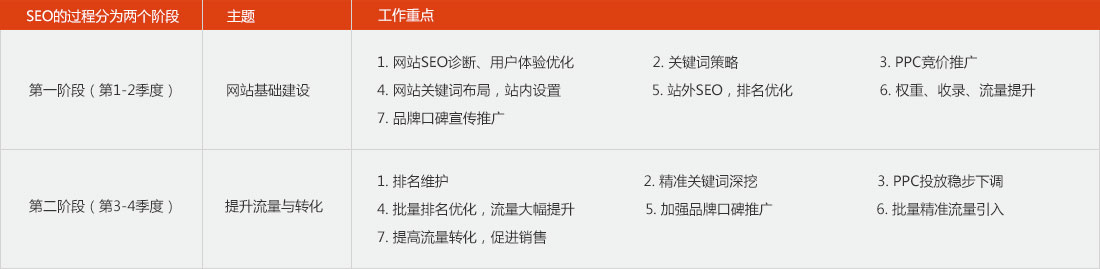 SEO的过程分为两个阶段 主题 工作重点
1. 网站SEO诊断、用户体验优化 2. 关键词策略 3. PPC竞价推广
第一阶段（第1-2季度） 网站基础建设 4. 网站关键词布局，站内设置 5. 站外SEO，排名优化 6. 权重、收录、流量提升
7. 品牌口碑宣传推广
1. 排名维护 2. 精准关键词深挖 3. PPC投放稳步下调
第二阶段（第3-4季度） 提升流量与转化 4. 批量排名优化，流量大幅提升 5. 加强品牌口碑推广 6. 批量精准流量引入
7. 提高流量转化，促进销售